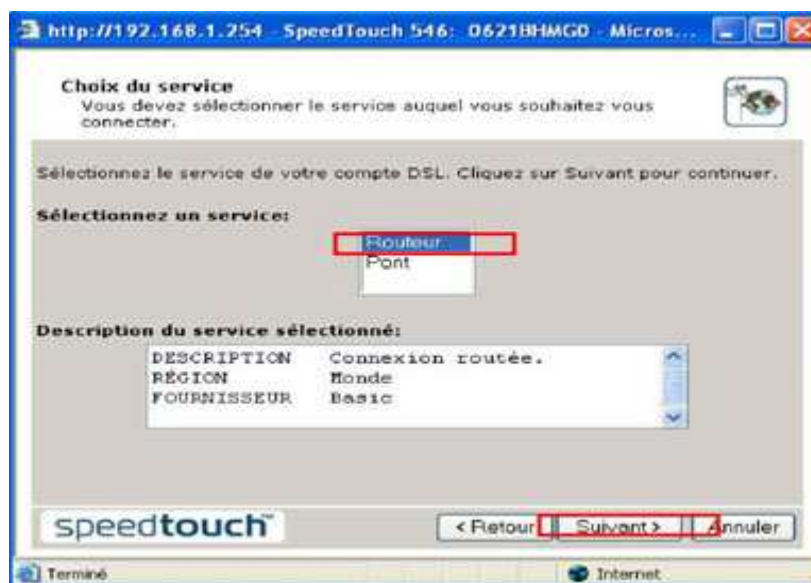 http://192.168.1.254 - SpeedTouch 546: 0621BHMGD - Micros...
Choix du service
Vous devez sélectionner le service auquel vous souhaitez vous
connecter.
Sélectionnez le service de votre compte DSL. Cliquez sur Suivant pour continuer.
Sélectionnez un service:
Routeur
Pont
Description du service sélectionné:
DESCRIPTION Connexion routée.
RÉGION Monde
FOURNISSEUR Basic
speedtouch™
< Retour Suivant > Annuler
Terminé Internet